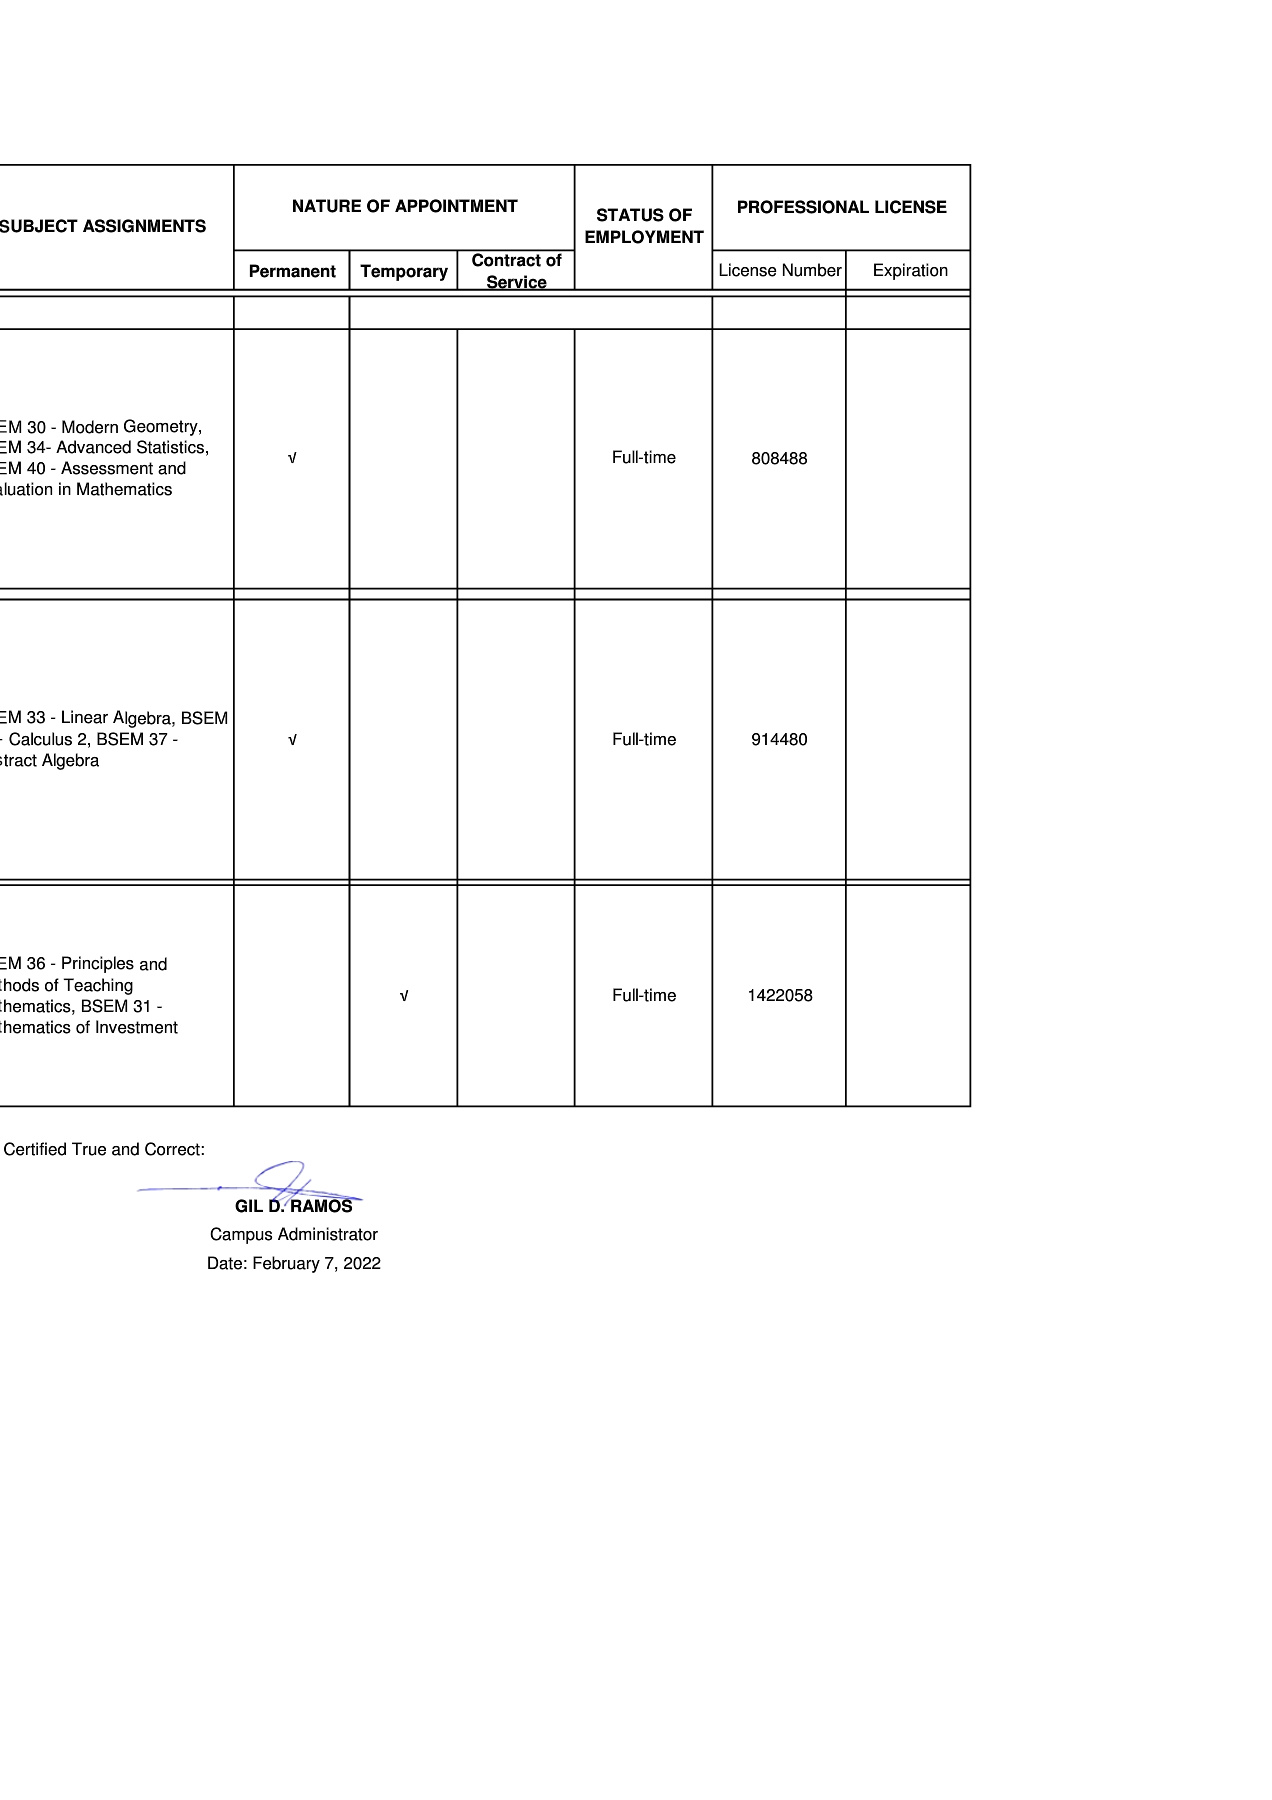 SUBJECT ASSIGNMENTS
NATURE OF APPOINTMENT
STATUS OF
EMPLOYMENT
PROFESSIONAL LICENSE
Permanent
Temporary
Contract of
Service
License Number
Expiration
EM 30 - Modern Geometry,
EM 34- Advanced Statistics,
EM 40 - Assessment and
aluation in Mathematics
√
Full-time
808488
EM 33 - Linear Algebra, BSEM
- Calculus 2, BSEM 37 -
stract Algebra
√
Full-time
914480
EM 36 - Principles and
thods of Teaching
thematics, BSEM 31 -
thematics of Investment
√
Full-time
1422058
Certified True and Correct:
GIL D. RAMOS
Campus Administrator
Date: February 7, 2022